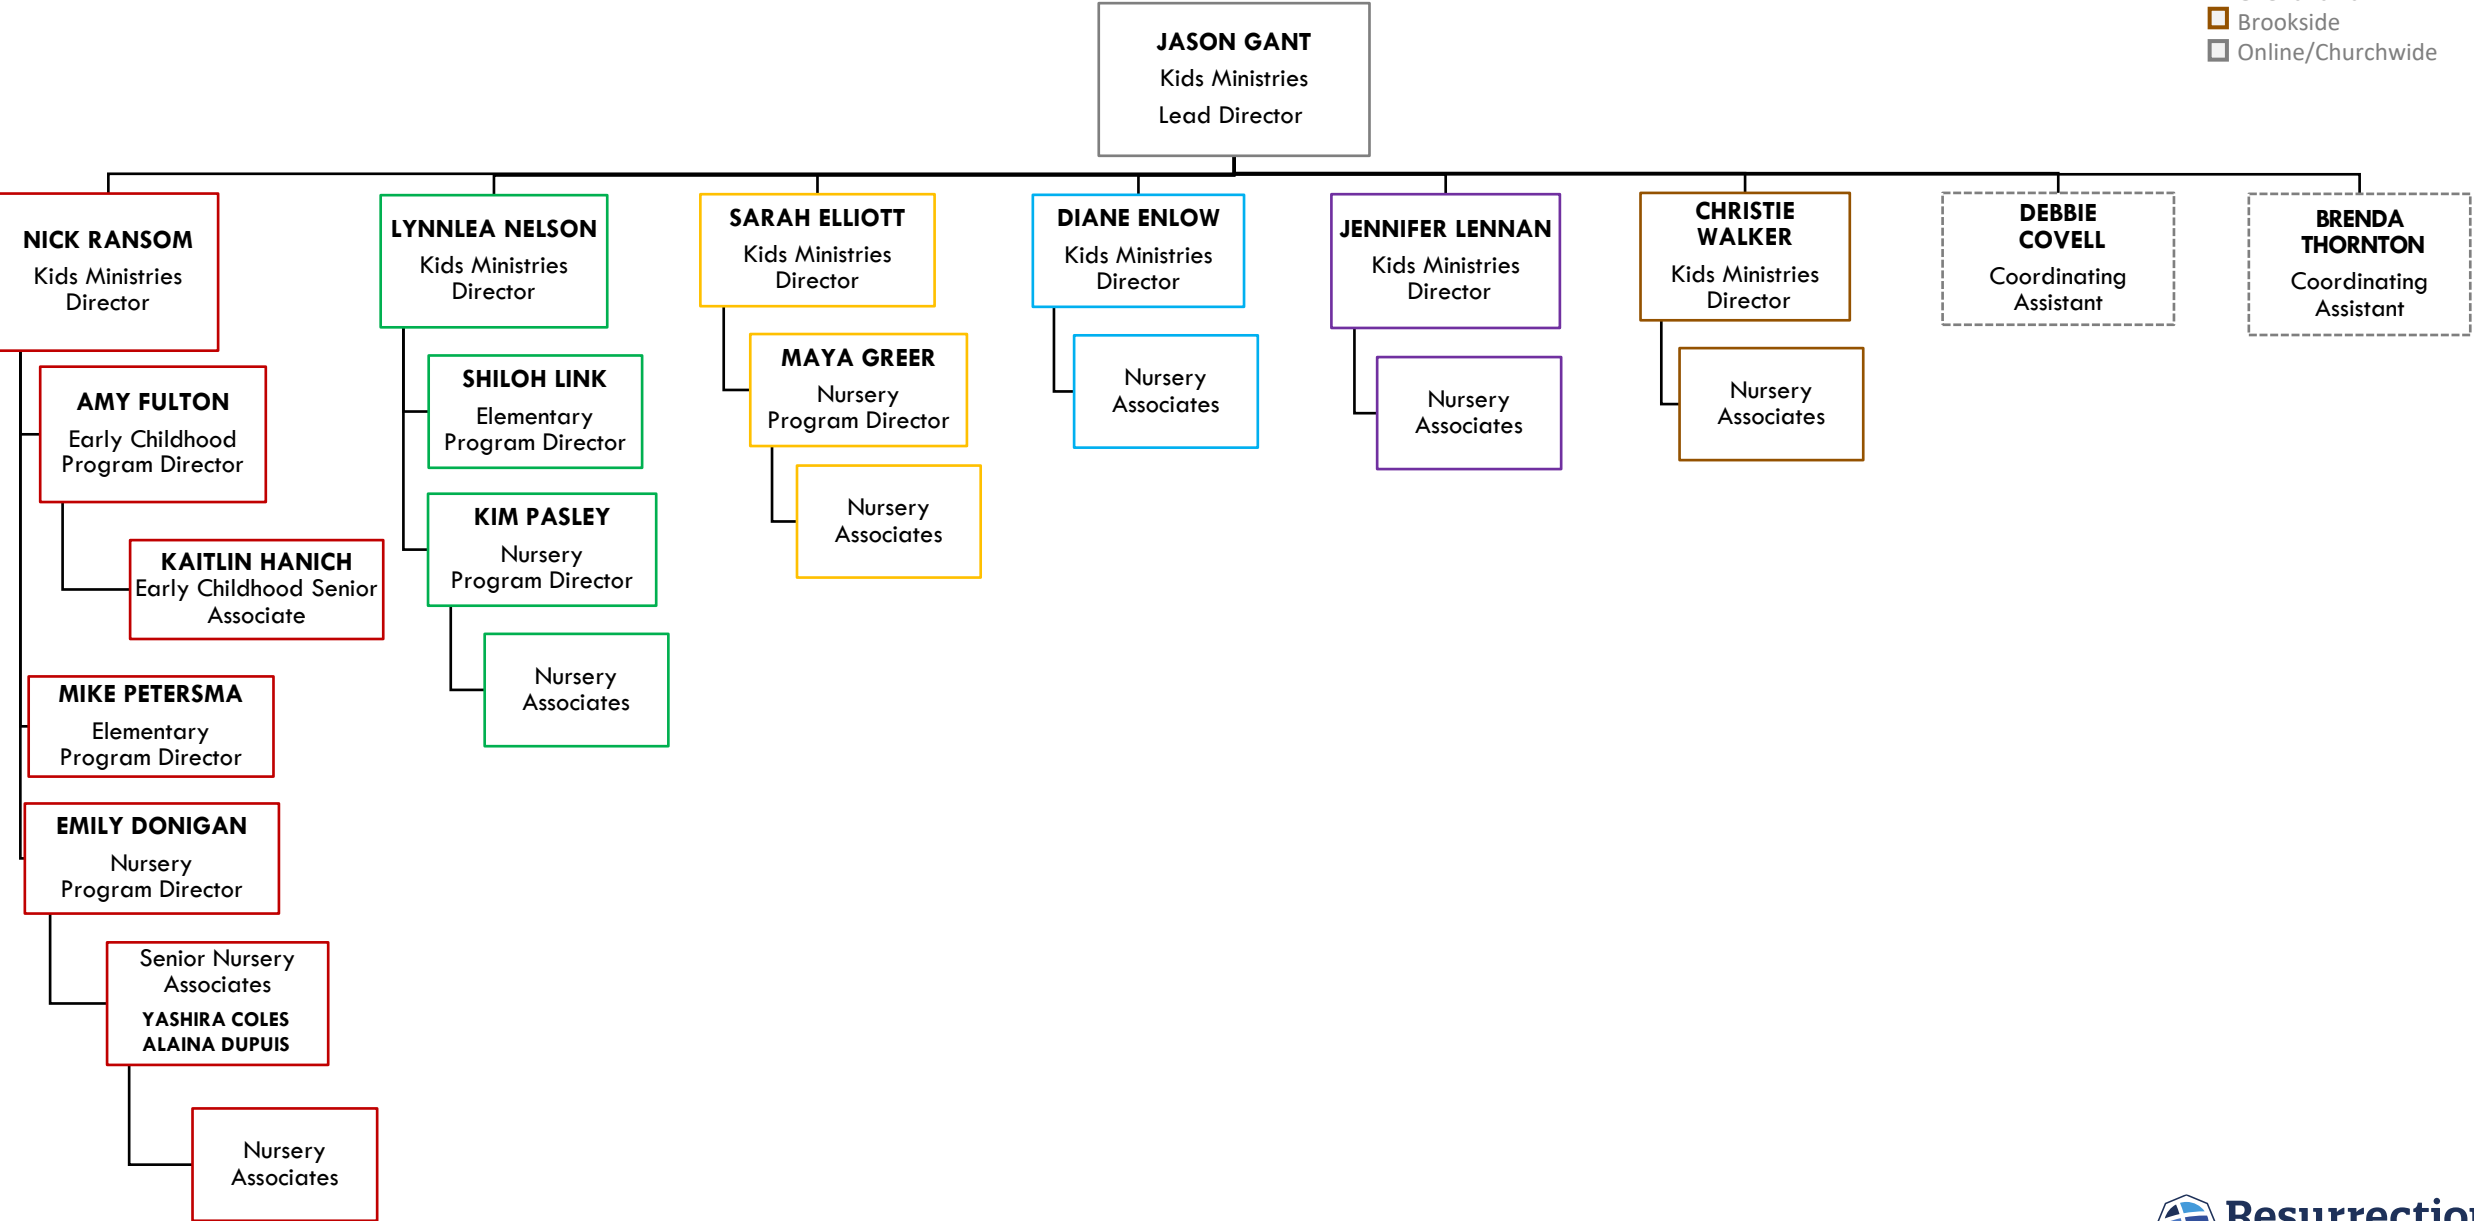 Brookside
Online/Churchwide
JASON GANT
Kids Ministries
Lead Director
NICK RANSOM
Kids Ministries
Director
LYNNLEA NELSON
Kids Ministries
Director
SARAH ELLIOTT
Kids Ministries
Director
DIANE ENLOW
Kids Ministries
Director
JENNIFER LENNAN
Kids Ministries
Director
CHRISTIE
WALKER
Kids Ministries
Director
DEBBIE
COVELL
Coordinating
Assistant
BRENDA
THORNTON
Coordinating
Assistant
AMY FULTON
Early Childhood
Program Director
KAITLIN HANICH
Early Childhood Senior
Associate
MIKE PETERSMA
Elementary
Program Director
EMILY DONIGAN
Nursery
Program Director
Senior Nursery
Associates
YASHIRA COLES
ALAINA DUPUIS
Nursery
Associates
SHILOH LINK
Elementary
Program Director
KIM PASLEY
Nursery
Program Director
Nursery
Associates
MAYA GREER
Nursery
Program Director
Nursery
Associates
Nursery
Associates
Nursery
Associates
Nursery
Associates
Resurrection